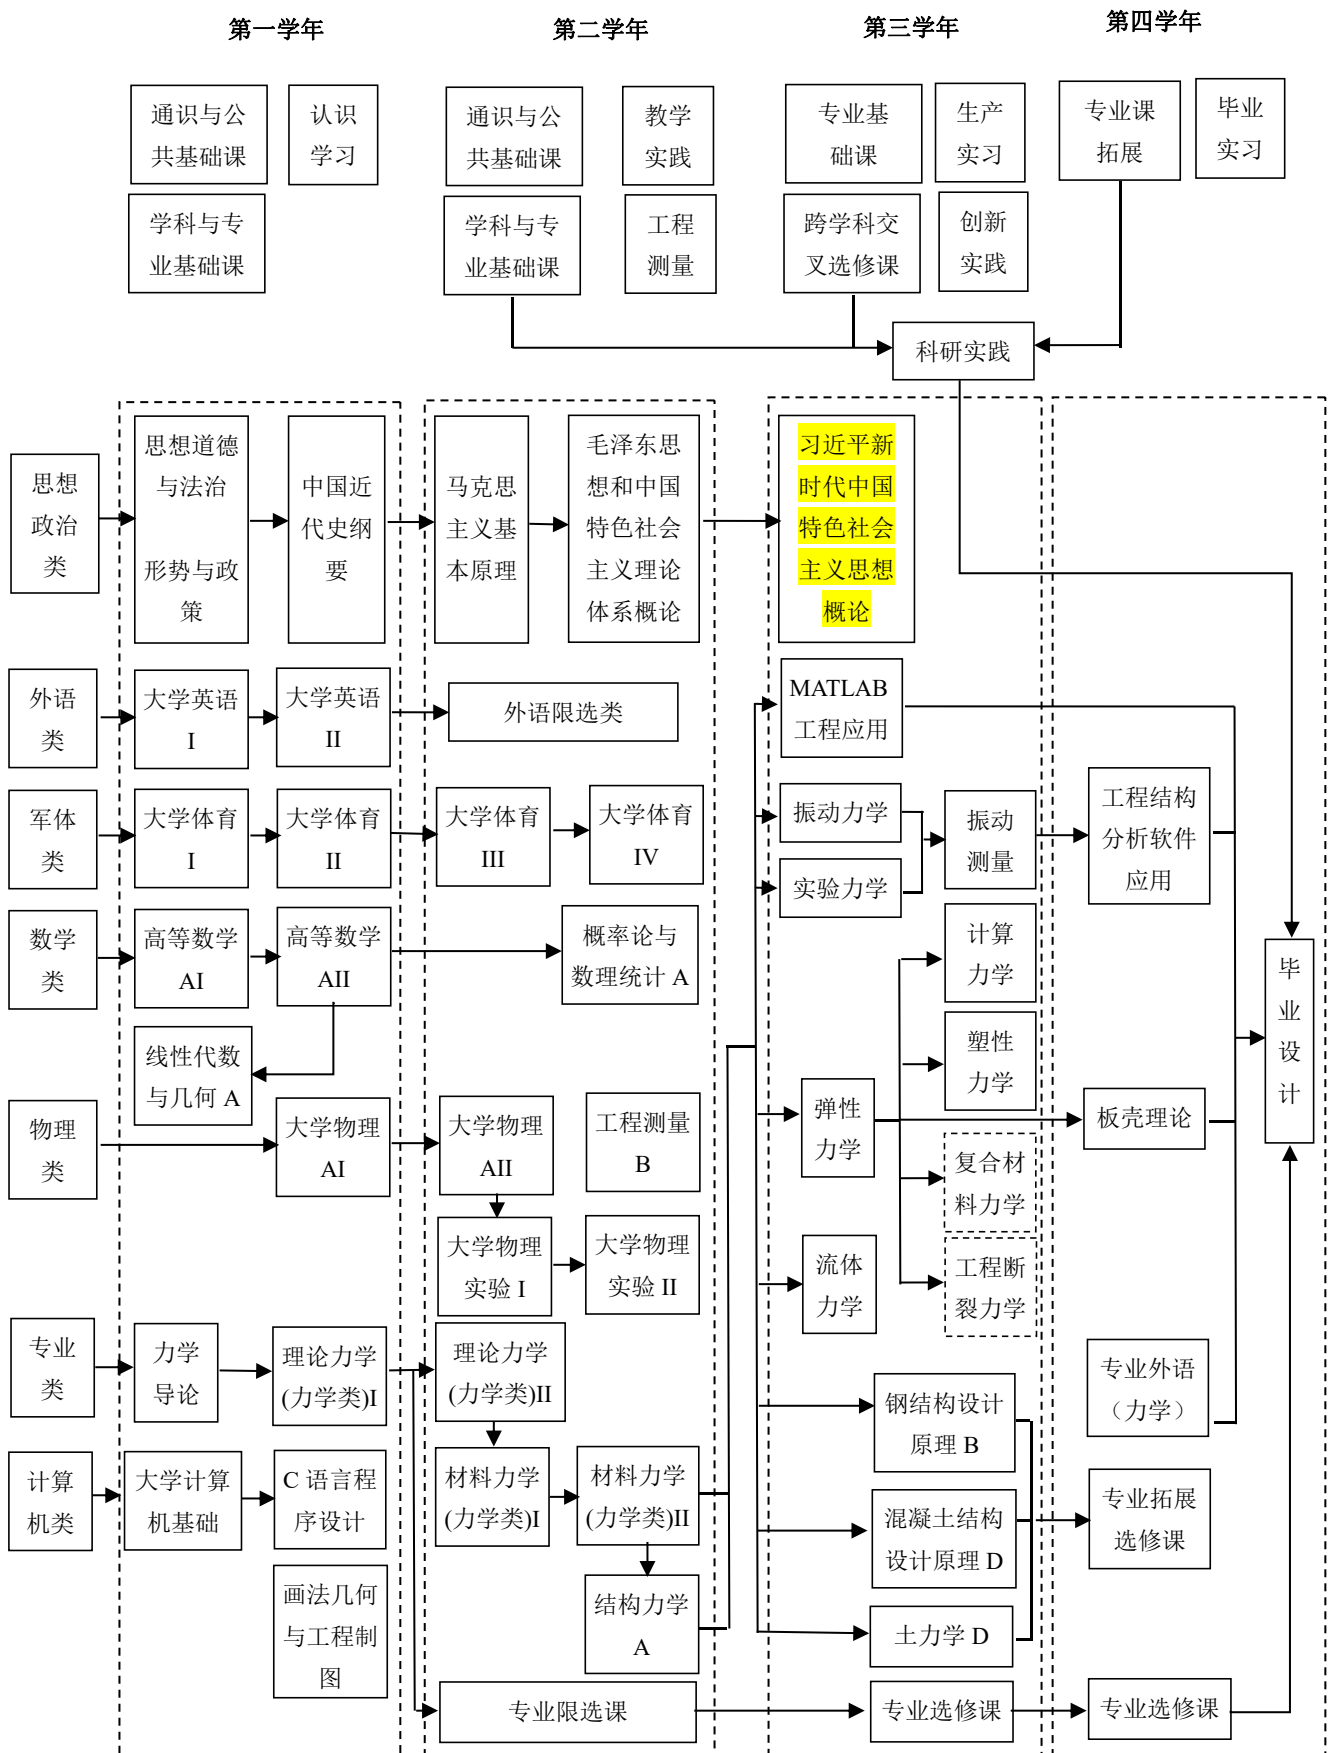 第一学年
第二学年
第三学年
第四学年
通识与公
共基础课
认识
学习
通识与公
共基础课
教学
实践
专业基
础课
生产
实习
专业课
拓展
毕业
实习
学科与专
业基础课
学科与专
业基础课
工程
测量
跨学科交
叉选修课
创新
实践
科研实践
思想
政治
类
思想道德
与法治
形势与政
策
中国近
代史纲
要
马克思
主义基
本原理
毛泽东思
想和中国
特色社会
主义理论
体系概论
习近平新
时代中国
特色社会
主义思想
概论
外语
类
大学英语
I
大学英语
II
外语限选类
MATLAB
工程应用
军体
类
大学体育
I
大学体育
II
大学体育
III
大学体育
IV
振动力学
实验力学
振动
测量
工程结构
分析软件
应用
数学
类
高等数学
AI
高等数学
AII
概率论与
数理统计 A
计算
力学
线性代数
与几何 A
塑性
力学
毕
业
设
计
物理
类
大学物理
AI
大学物理
AII
工程测量
B
弹性
力学
板壳理论
复合材
料力学
大学物理
实验 I
大学物理
实验 II
流体
力学
工程断
裂力学
专业
类
力学
导论
理论力学
(力学类)I
理论力学
(力学类)II
专业外语
（力学）
钢结构设计
原理 B
计算
机类
大学计算
机基础
C 语言程
序设计
材料力学
(力学类)I
材料力学
(力学类)II
混凝土结构
设计原理 D
专业拓展
选修课
画法几何
与工程制
图
结构力学
A
土力学 D
专业限选课
专业选修课
专业选修课